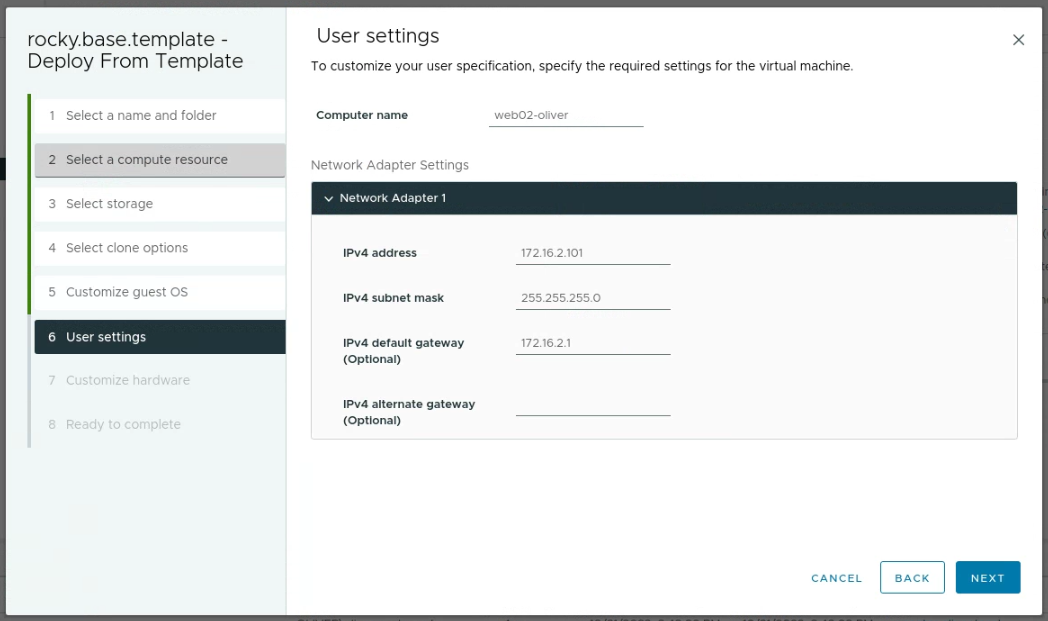 rocky.base.template -
Deploy From Template
1 Select a name and folder
2 Select a compute resource
3 Select storage
4 Select clone options
5 Customize guest OS
6 User settings
7 Customize hardware
8 Ready to complete
User settings
To customize your user specification, specify the required settings for the virtual machine.
Computer name web02-oliver
Network Adapter Settings
Network Adapter 1
IPv4 address 172.16.2.101
IPv4 subnet mask 255.255.255.0
IPv4 default gateway 172.16.2.1
(Optional)
IPv4 alternate gateway
(Optional)
CANCEL BACK NEXT